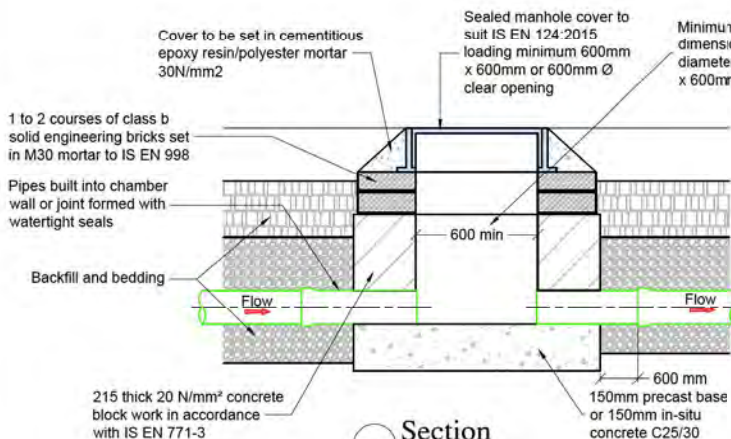 Cover to be set in cementitious
epoxy resin/polyester mortar
30N/mm2
Sealed manhole cover to
suit IS EN 124:2015
loading minimum 600mm
x 600mm or 600mm Ø
clear opening
Minimum
dimensi
diameter
x 600mm
1 to 2 courses of class b
solid engineering bricks set
in M30 mortar to IS EN 998
Pipes built into chamber
wall or joint formed with
watertight seals
600 min
Backfill and bedding
Flow
Flow
215 thick 20 N/mm² concrete
block work in accordance
with IS EN 771-3
600 mm
150mm precast base
or 150mm in-situ
concrete C25/30
Section